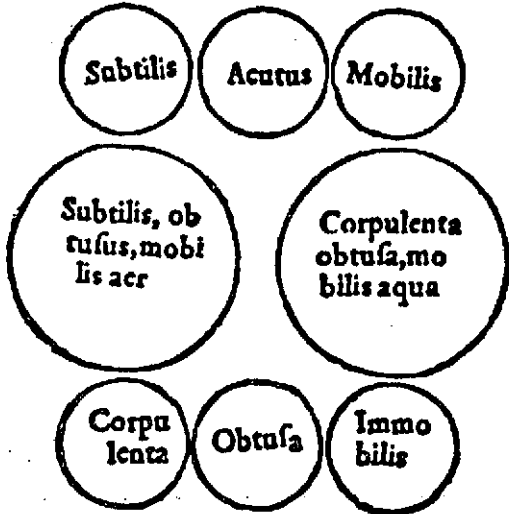 Subtilis
Acutus
Mobilis
Subtilis, ob
tuſus, mobi
lis aer
Corpulenta
obtuſa, mo
bilis aqua
Corpu
lenta
Obtuſa
Immo
bilis